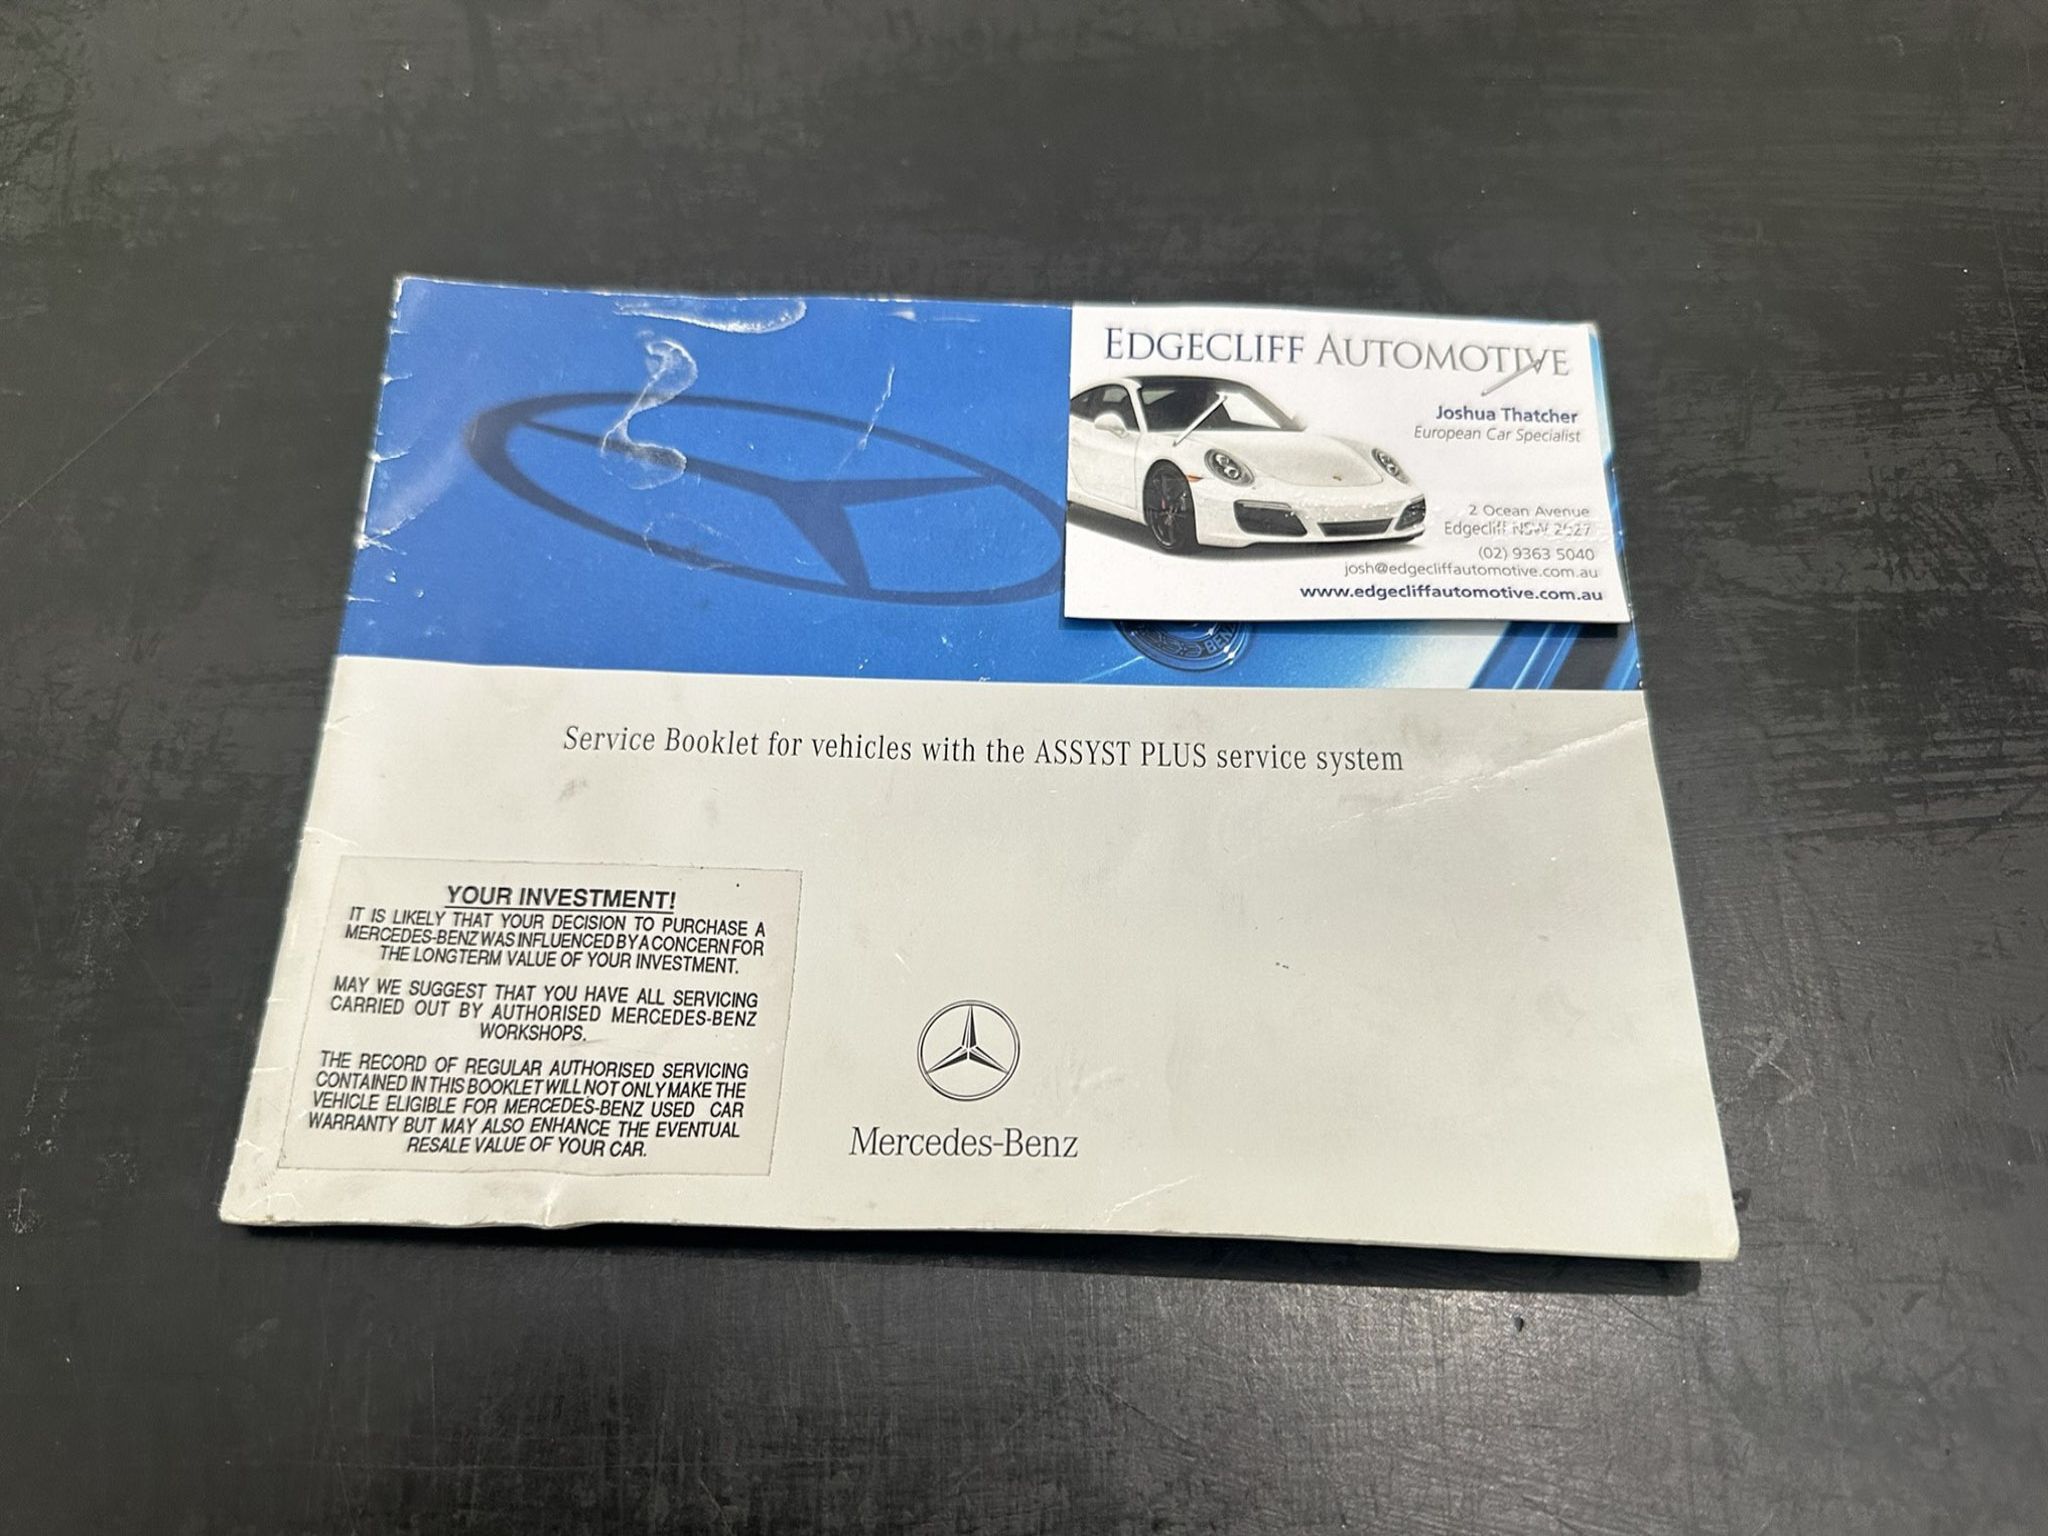 EDGECLIFF AUTOMOTIVE
Joshua Thatcher
European Car Specialist
2 Ocean Avenue
Edgecliff NSW
(02) 9363 5040
josh@edgecliffautomotive.com.au
www.edgecliffautomotive.com.au
BENZ
Service Booklet for vehicles with the ASSYST PLUS service system
YOUR INVESTMENT!
IT IS LIKELY THAT YOUR DECISION TO PURCHASE A
MERCEDES-BENZ WAS INFLUENCED BY A CONCERN FOR
THE LONGTERM VALUE OF YOUR INVESTMENT.
MAY WE SUGGEST THAT YOU HAVE ALL SERVICING
CARRIED OUT BY AUTHORISED MERCEDES-BENZ
WORKSHOPS.
THE RECORD OF REGULAR AUTHORISED SERVICING
CONTAINED IN THIS BOOKLET WILL NOT ONLY MAKE THE
VEHICLE ELIGIBLE FOR MERCEDES-BENZ USED CAR
WARRANTY BUT MAY ALSO ENHANCE THE EVENTUAL
RESALE VALUE OF YOUR CAR.
Mercedes-Benz